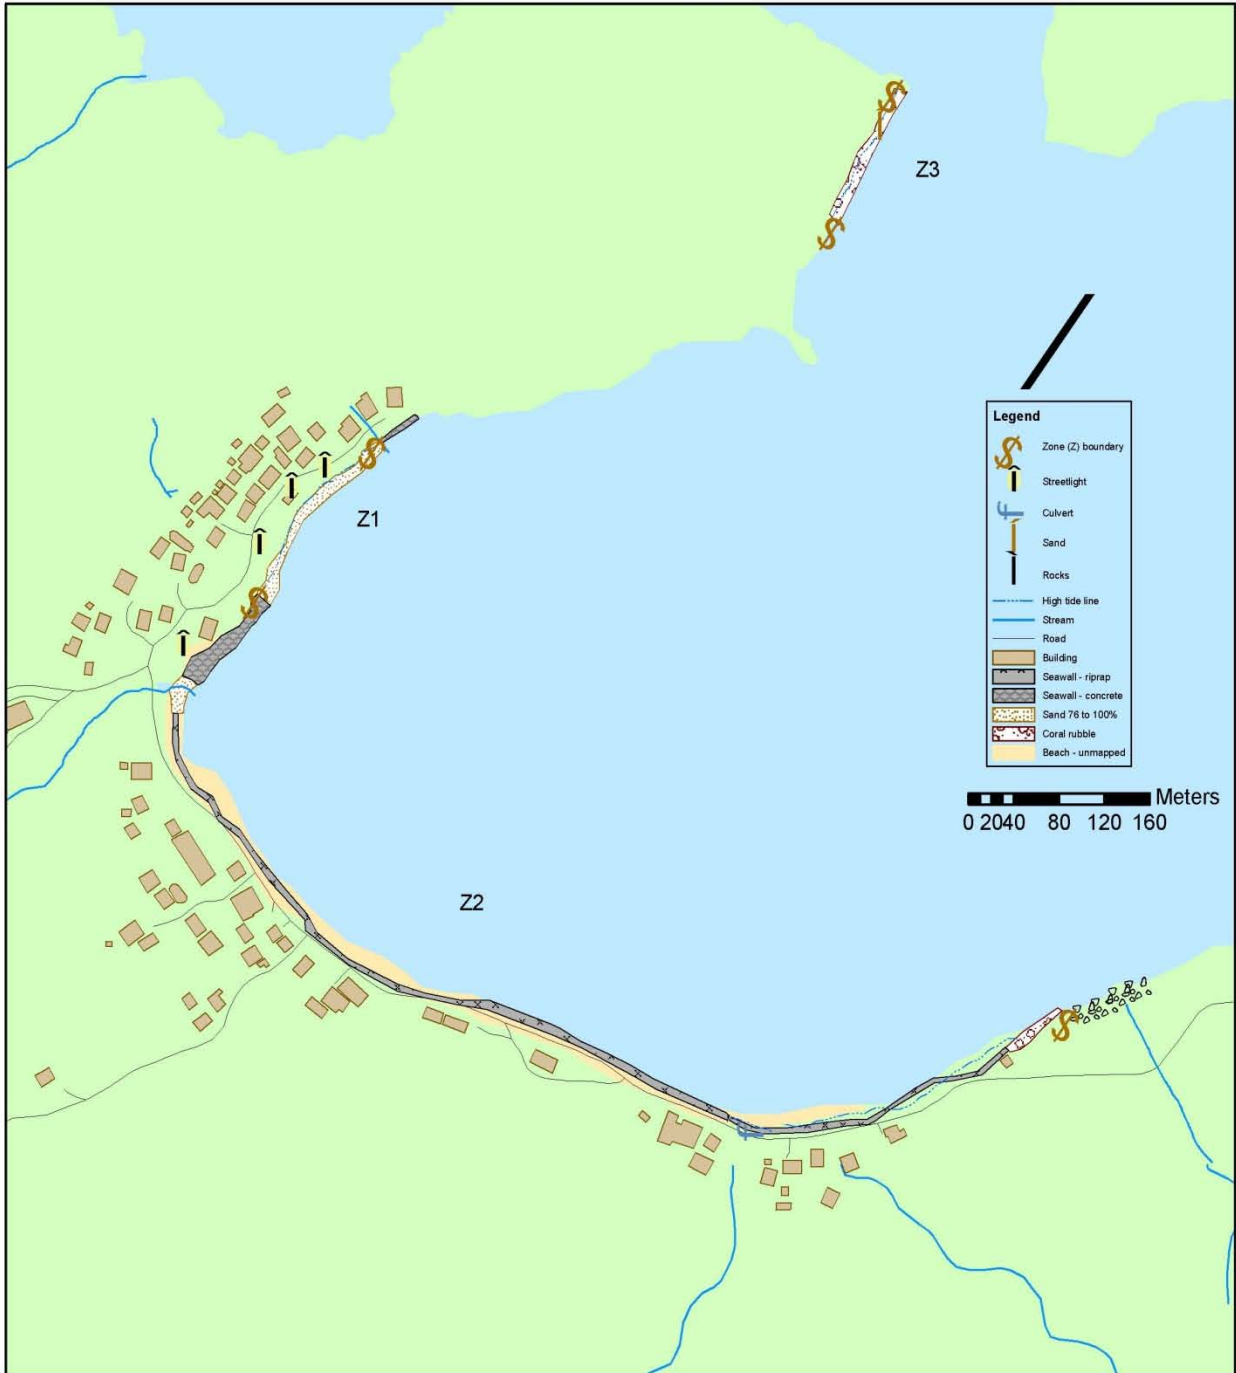 Z3
Z1
Z2
Legend
Zone (Z) boundary
Streetlight
Culvert
Sand
Rocks
High tide line
Stream
Road
Building
Seawall - riprap
Seawall - concrete
Sand 76 to 100%
Coral rubble
Beach - unmapped
Meters
0 2040 80 120 160